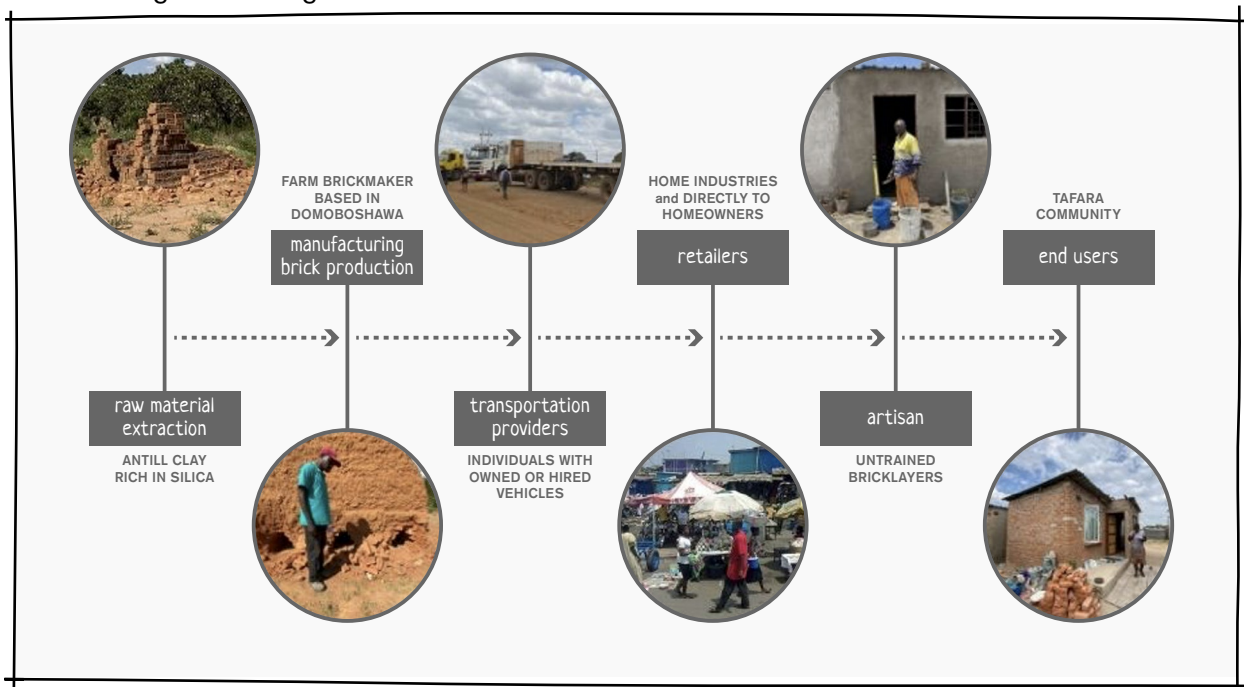 FARM BRICKMAKER
BASED IN
DOMOBOSHAWA
manufacturing
brick production
HOME INDUSTRIES
and DIRECTLY TO
HOMEOWNERS
retailers
TAFARA
COMMUNITY
end users
raw material
extraction
ANTILL CLAY
RICH IN SILICA
transportation
providers
INDIVIDUALS WITH
OWNED OR HIRED
VEHICLES
artisan
UNTRAINED
BRICKLAYERS